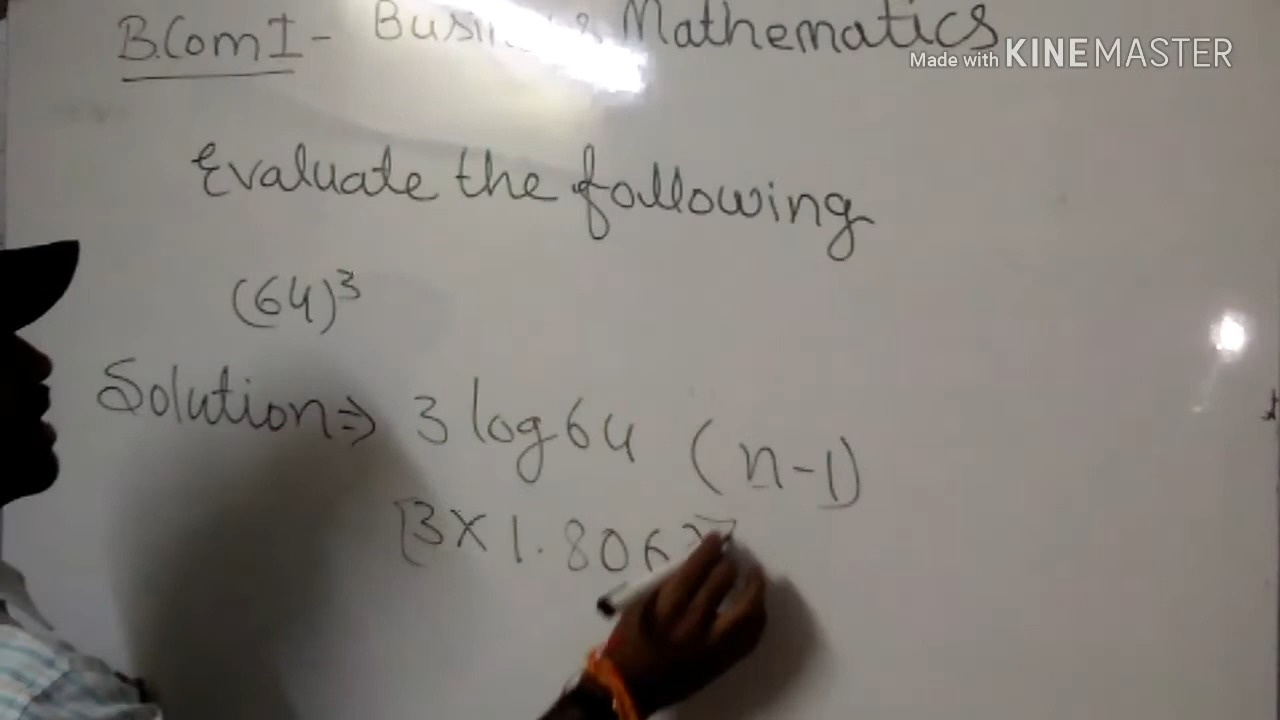 B.Com I - Mathematics
Made with KINEMASTER
Evaluate the following
(64)³
Solution ⇒ 3 log 64 (n-1)
[3 × 1.806